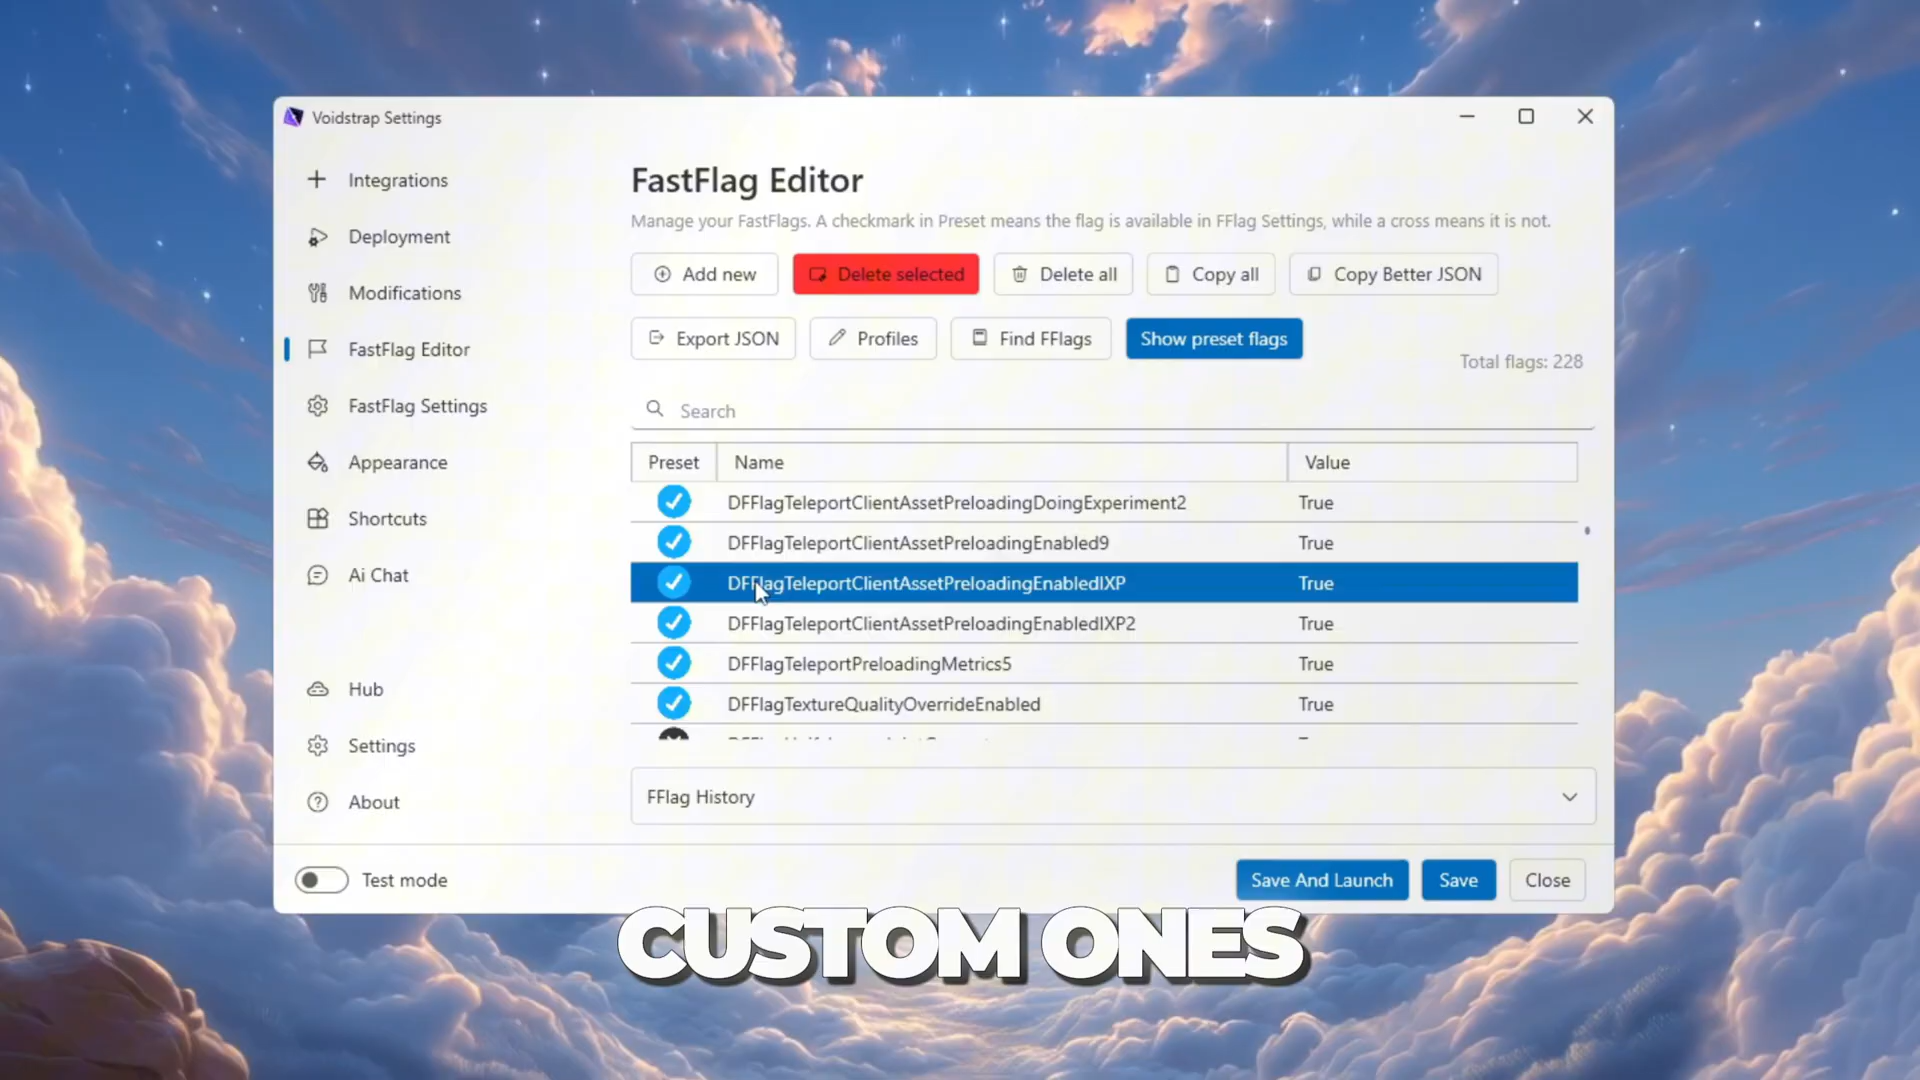 Voidstrap Settings
Integrations
Deployment
Modifications
FastFlag Editor
FastFlag Settings
Appearance
Shortcuts
Ai Chat
Hub
Settings
About
Test mode
FastFlag Editor
Manage your FastFlags. A checkmark in Preset means the flag is available in FFlag Settings, while a cross means it is not.
Add new
Delete selected
Delete all
Copy all
Copy Better JSON
Export JSON
Profiles
Find FFlags
Show preset flags
Total flags: 228
Search
Preset Name Value
DFFlagTeleportClientAssetPreloadingDoingExperiment2 True
DFFlagTeleportClientAssetPreloadingEnabled9 True
DFFlagTeleportClientAssetPreloadingEnabledIXP True
DFFlagTeleportClientAssetPreloadingEnabledIXP2 True
DFFlagTeleportPreloadingMetrics5 True
DFFlagTextureQualityOverrideEnabled True
FFlag History
Save And Launch
Save
Close
CUSTOM ONES